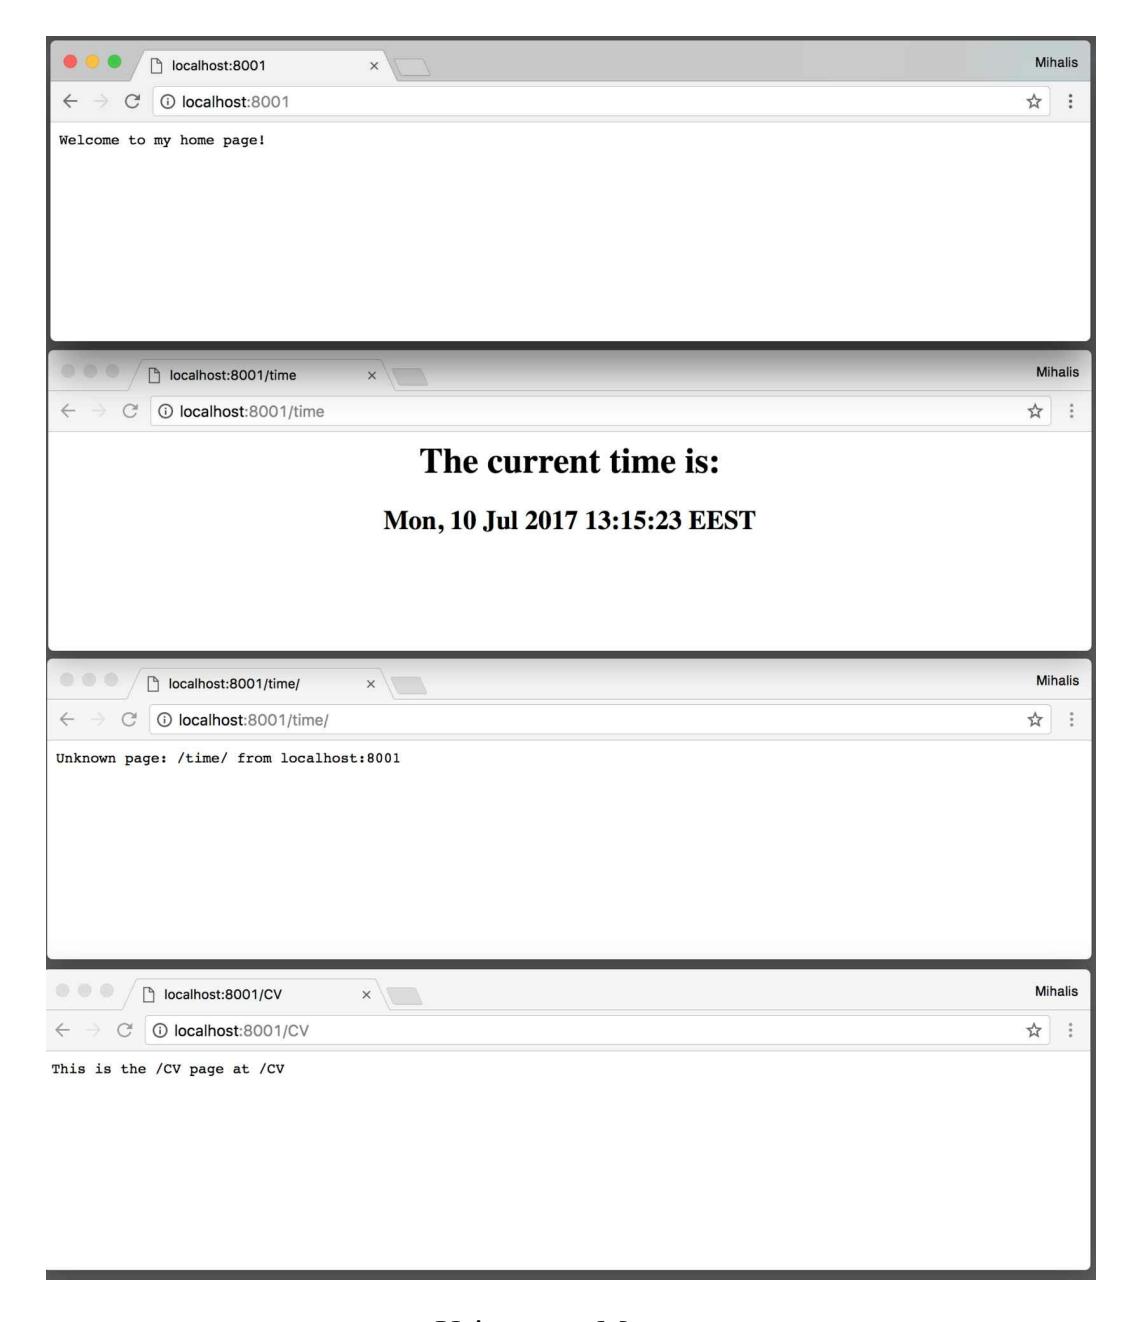 localhost:8001
Mihalis
localhost:8001
Welcome to my home page!
localhost:8001/time
Mihalis
localhost:8001/time
The current time is:
Mon, 10 Jul 2017 13:15:23 EEST
localhost:8001/time/
Mihalis
localhost:8001/time/
Unknown page: /time/ from localhost:8001
localhost:8001/CV
Mihalis
localhost:8001/CV
This is the /CV page at /CV